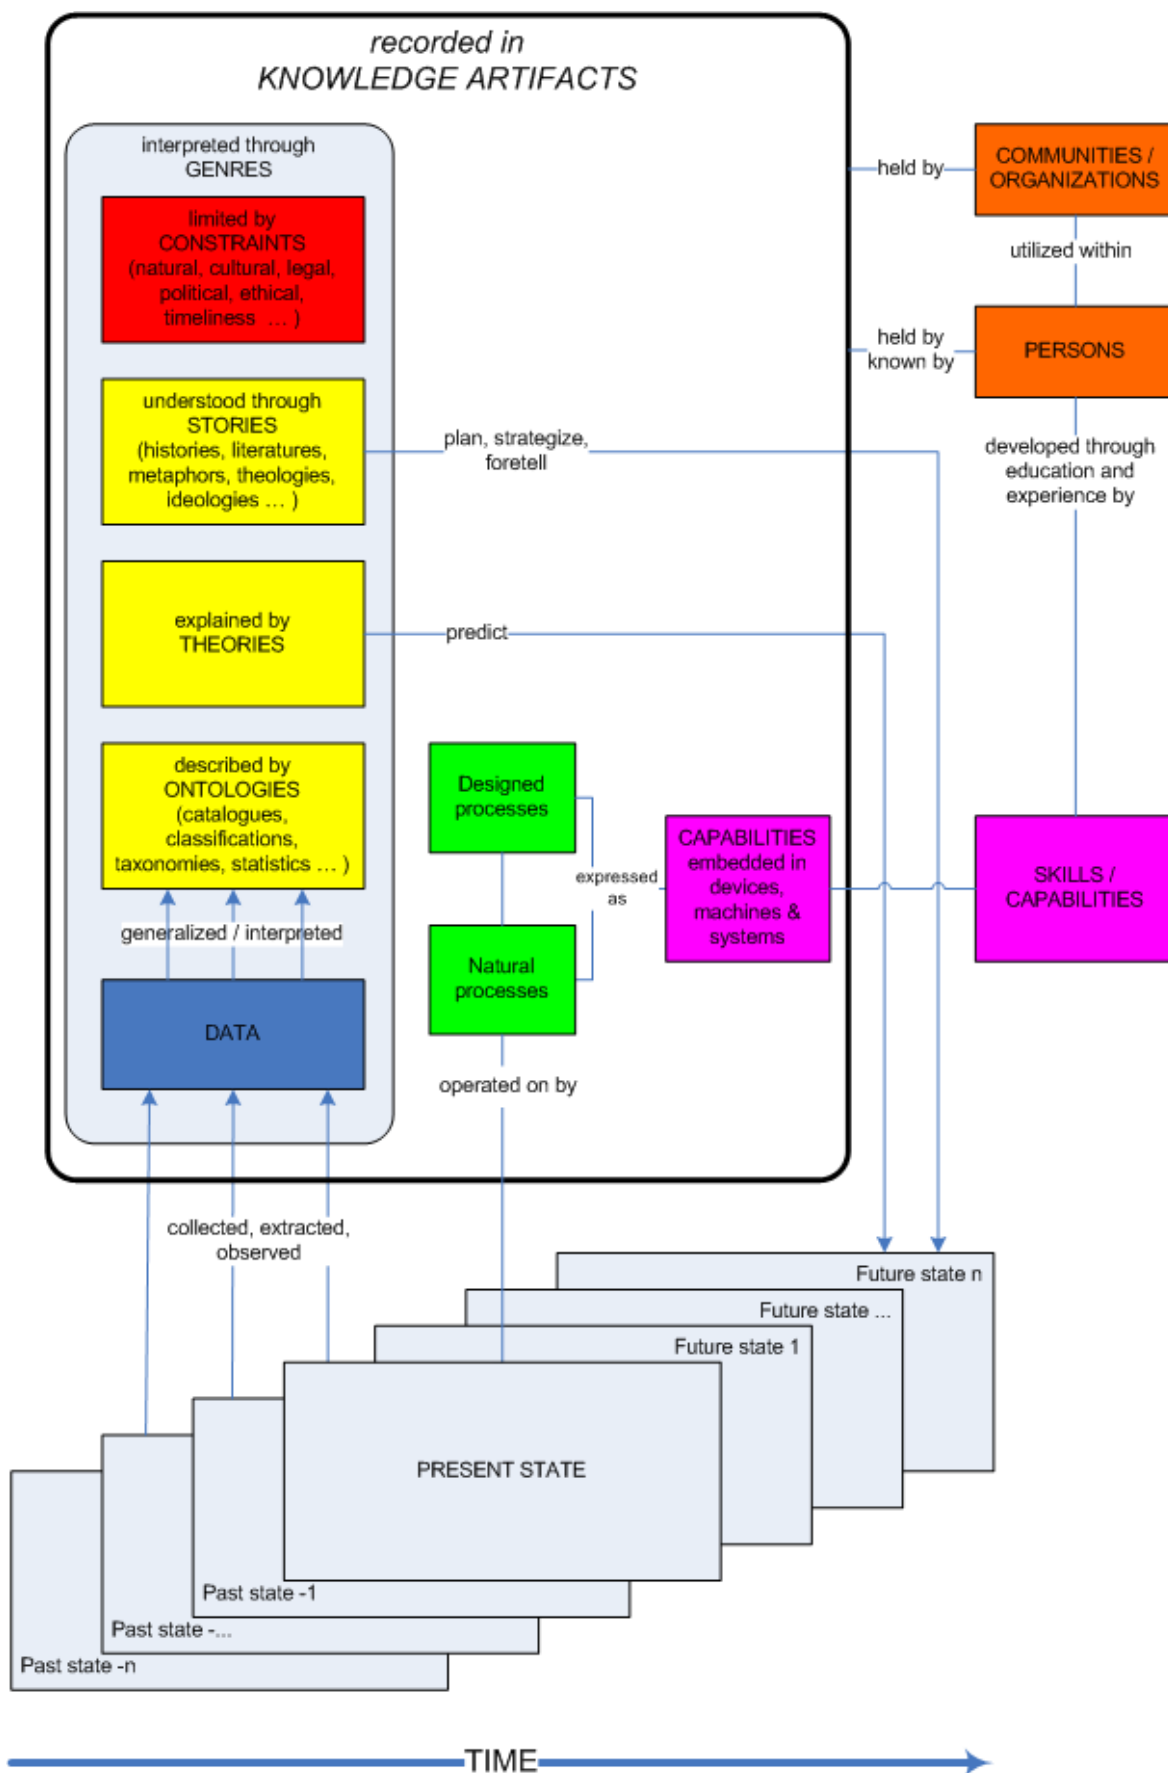 recorded in
KNOWLEDGE ARTIFACTS
interpreted through
GENRES
limited by
CONSTRAINTS
(natural, cultural, legal,
political, ethical,
timeliness ... )
understood through
STORIES
(histories, literatures,
metaphors, theologies,
ideologies ... )
plan, strategize,
foretell
explained by
THEORIES
predict
described by
ONTOLOGIES
(catalogues,
classifications,
taxonomies, statistics ... )
generalized / interpreted
DATA
Designed
processes
Natural
processes
expressed
as
CAPABILITIES
embedded in
devices,
machines &
systems
operated on by
held by
COMMUNITIES /
ORGANIZATIONS
utilized within
held by
known by
PERSONS
developed through
education and
experience by
SKILLS /
CAPABILITIES
collected, extracted,
observed
Future state n
Future state ...
Future state 1
PRESENT STATE
Past state -1
Past state -...
Past state -n
TIME